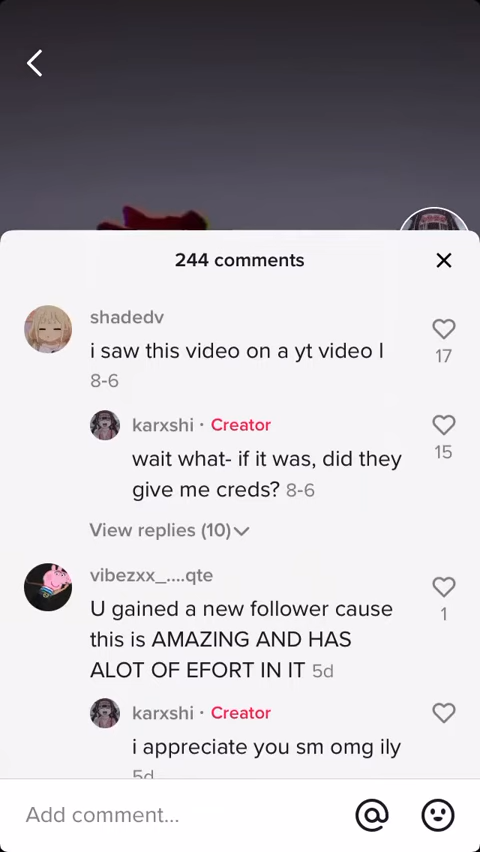 244 comments
shadedv
i saw this video on a yt video I
8-6
17
karxshi · Creator
wait what- if it was, did they
give me creds? 8-6
15
View replies (10)
vibezxx_....qte
U gained a new follower cause
this is AMAZING AND HAS
ALOT OF EFORT IN IT 5d
1
karxshi · Creator
i appreciate you sm omg ily
5d
Add comment...